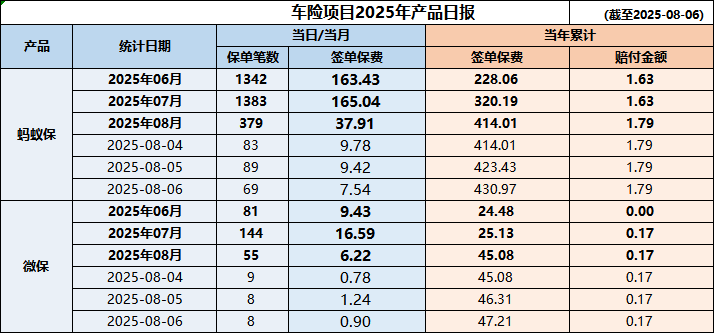 车险项目2025年产品日报 (截至2025-08-06)
产品 统计日期 当日/当月 当年累计
保单笔数 签单保费 签单保费 赔付金额
蚂蚁保 2025年06月 1342 163.43 228.06 1.63
2025年07月 1383 165.04 320.19 1.63
2025年08月 379 37.91 414.01 1.79
2025-08-04 83 9.78 414.01 1.79
2025-08-05 89 9.42 423.43 1.79
2025-08-06 69 7.54 430.97 1.79
微保 2025年06月 81 9.43 24.48 0.00
2025年07月 144 16.59 25.13 0.17
2025年08月 55 6.22 45.08 0.17
2025-08-04 9 0.78 45.08 0.17
2025-08-05 8 1.24 46.31 0.17
2025-08-06 8 0.90 47.21 0.17